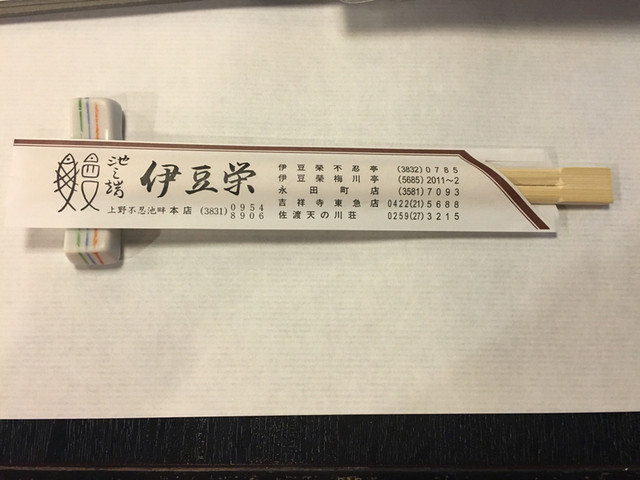 池之端
伊豆栄
上野不忍池畔本店 (3831) 0954
8906
伊豆榮不忍亭 (3832)0785
伊豆榮梅川亭 (5685)2011〜2
永田町店 (3581)7093
吉祥寺東急店 0422(21)5688
佐渡天の川荘 0259(27)3215